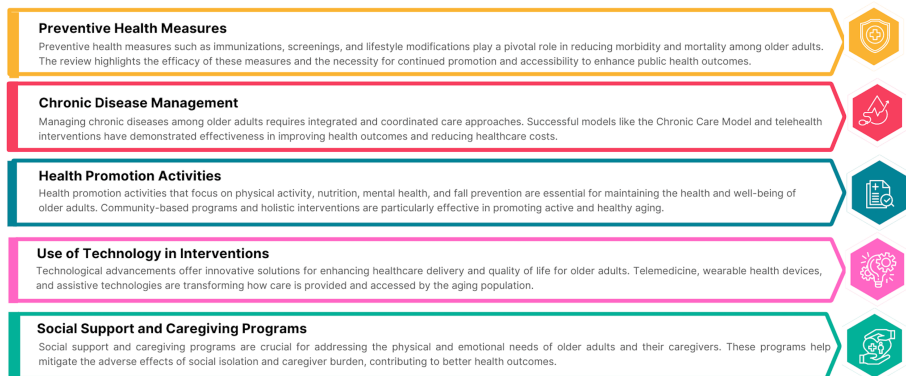 Preventive Health Measures
Preventive health measures such as immunizations, screenings, and lifestyle modifications play a pivotal role in reducing morbidity and mortality among older adults.
The review highlights the efficacy of these measures and the necessity for continued promotion and accessibility to enhance public health outcomes.
Chronic Disease Management
Managing chronic diseases among older adults requires integrated and coordinated care approaches. Successful models like the Chronic Care Model and telehealth
interventions have demonstrated effectiveness in improving health outcomes and reducing healthcare costs.
Health Promotion Activities
Health promotion activities that focus on physical activity, nutrition, mental health, and fall prevention are essential for maintaining the health and well-being of
older adults. Community-based programs and holistic interventions are particularly effective in promoting active and healthy aging.
Use of Technology in Interventions
Technological advancements offer innovative solutions for enhancing healthcare delivery and quality of life for older adults. Telemedicine, wearable health devices,
and assistive technologies are transforming how care is provided and accessed by the aging population.
Social Support and Caregiving Programs
Social support and caregiving programs are crucial for addressing the physical and emotional needs of older adults and their caregivers. These programs help
mitigate the adverse effects of social isolation and caregiver burden, contributing to better health outcomes.